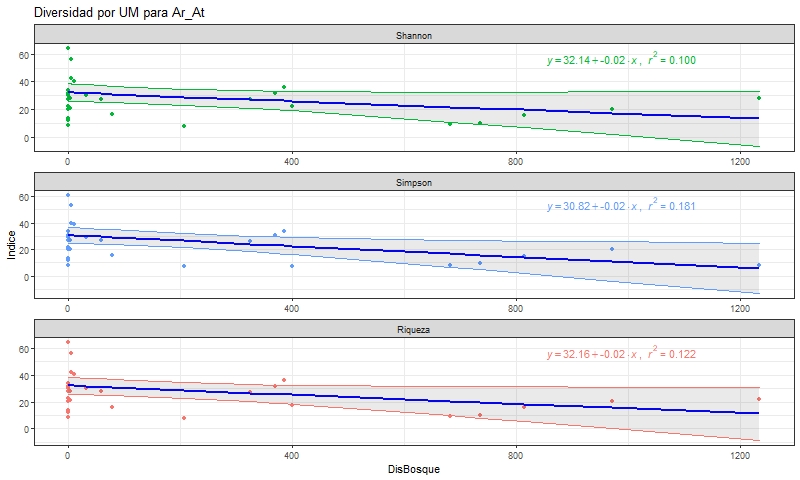 Diversidad por UM para Ar_At
Shannon
60
40
20
0
y = 32.14 + -0.02 · x , r² = 0.100
0
400
800
1200
Simpson
60
40
20
0
y = 30.82 + -0.02 · x , r² = 0.181
0
400
800
1200
Indice
Riqueza
60
40
20
0
y = 32.16 + -0.02 · x , r² = 0.122
0
400
800
1200
DisBosque